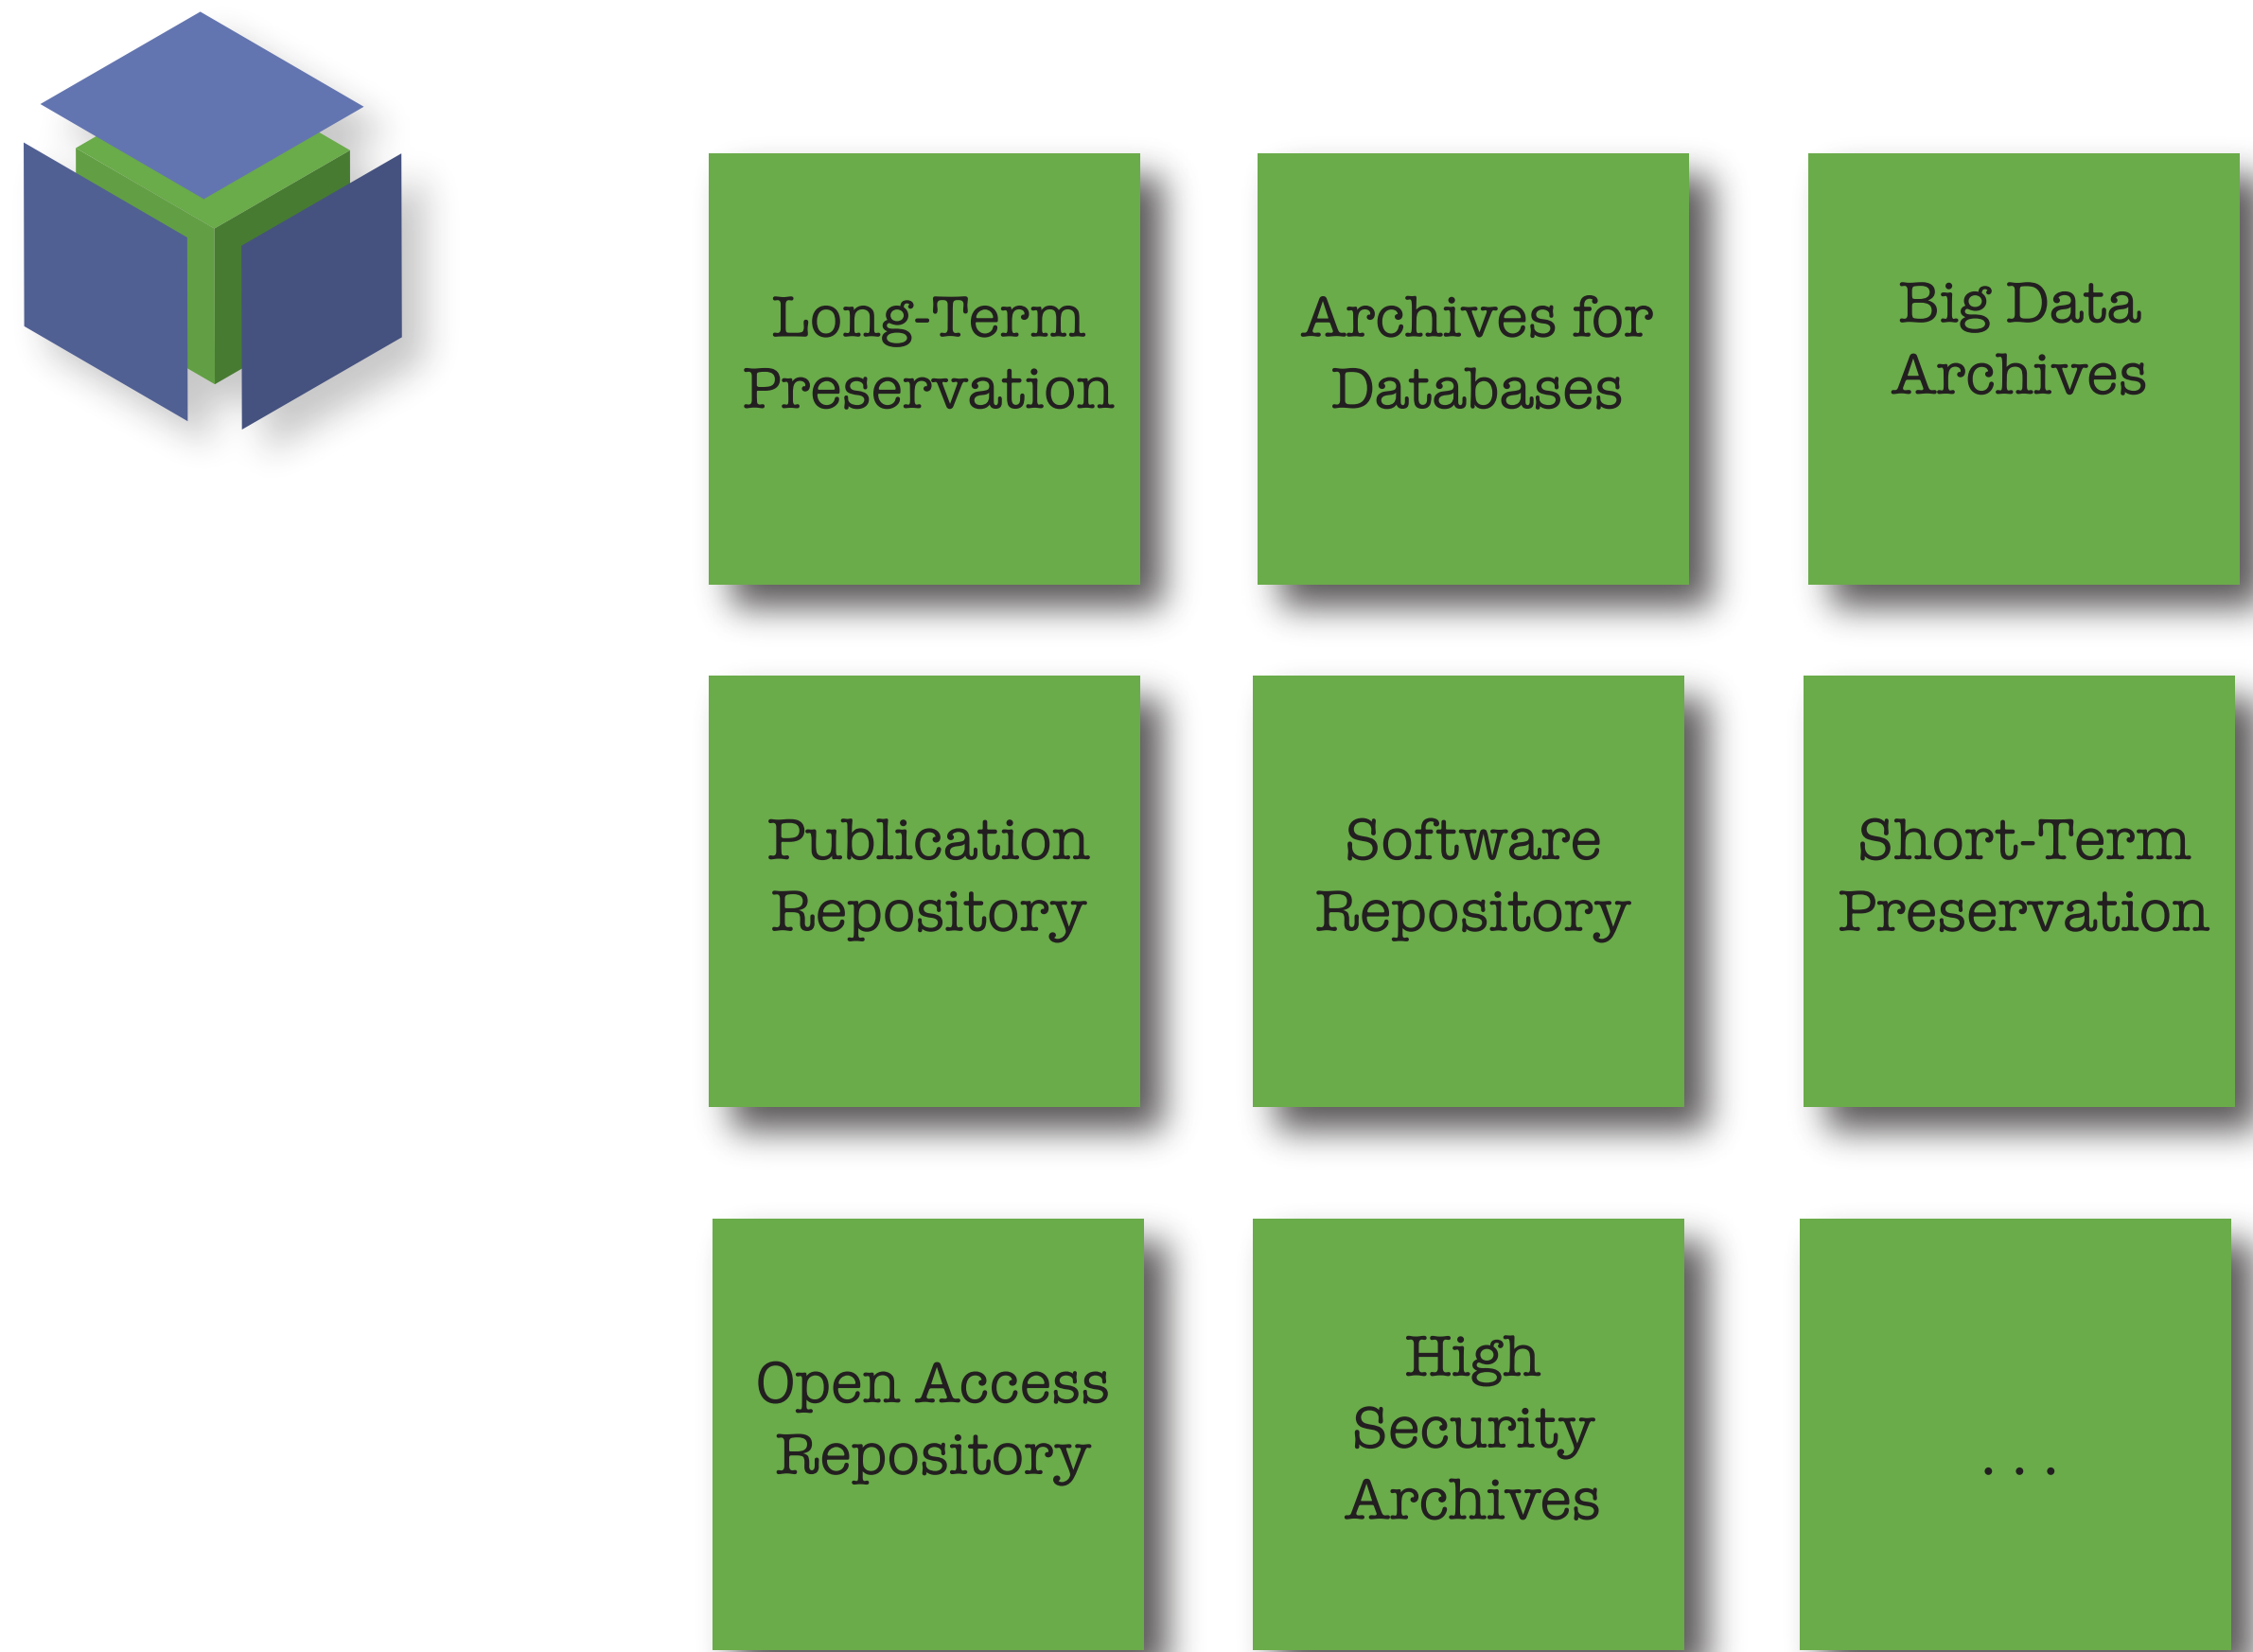 Long-Term
Preservation
Archives for
Databases
Big Data
Archives
Publication
Repository
Software
Repository
Short-Term
Preservation
Open Access
Repository
High
Security
Archives
...